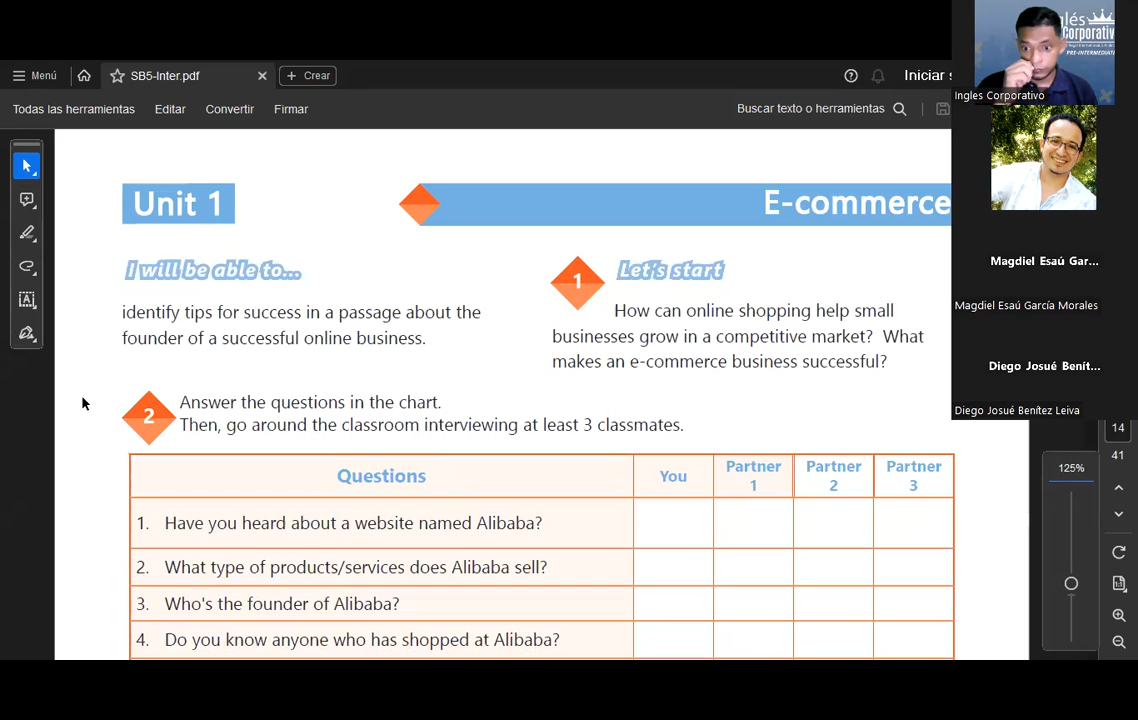 Menú
SB5-Inter.pdf
Crear
Iniciar s
Todas las herramientas
Editar
Convertir
Firmar
Buscar texto o herramientas
Unit 1
E-commerce
I will be able to...
identify tips for success in a passage about the
founder of a successful online business.
1
Let's start
How can online shopping help small
businesses grow in a competitive market? What
makes an e-commerce business successful?
2
Answer the questions in the chart.
Then, go around the classroom interviewing at least 3 classmates.
Questions
You
Partner
1
Partner
2
Partner
3
1. Have you heard about a website named Alibaba?
2. What type of products/services does Alibaba sell?
3. Who's the founder of Alibaba?
4. Do you know anyone who has shopped at Alibaba?
PRE-INTERMEDIATE
Ingles Corporativo
Magdiel Esaú Gar...
Magdiel Esaú García Morales
Diego Josué Benít...
Diego Josué Benítez Leiva
14
41
125%